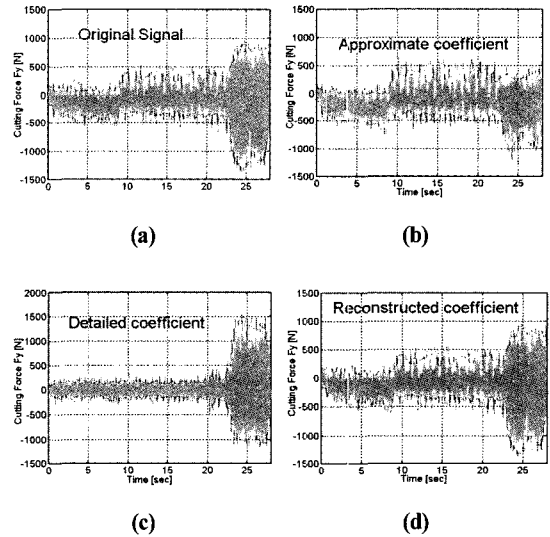 1500
1000
500
0
-500
-1000
-1500
Cutting Force Fy [N]
Original Signal
0 5 10 15 20 25
(a)
1500
1000
500
0
-500
-1000
-1500
Cutting Force Fy [N]
Approximate coefficient
0 5 10 15 20 25
Time [sec]
(b)
2000
1500
1000
500
0
-500
-1000
-1500
Cutting Force Fy [N]
Detailed coefficient
0 5 10 15 20 25
Time [sec]
(c)
1500
1000
500
0
-500
-1000
-1500
Cutting Force Fy [N]
Reconstructed coefficient
0 5 10 15 20 25
Time [sec]
(d)